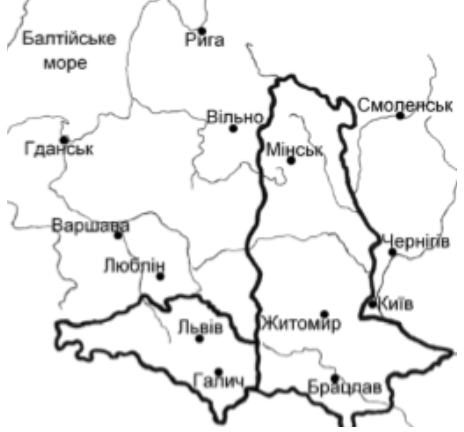 Балтійське
море
Рига
Смоленськ
Вільно
Гданськ
Мінськ
Варшава
Чернігів
Люблін
Київ
Львів
Житомир
Галич
Брацлав